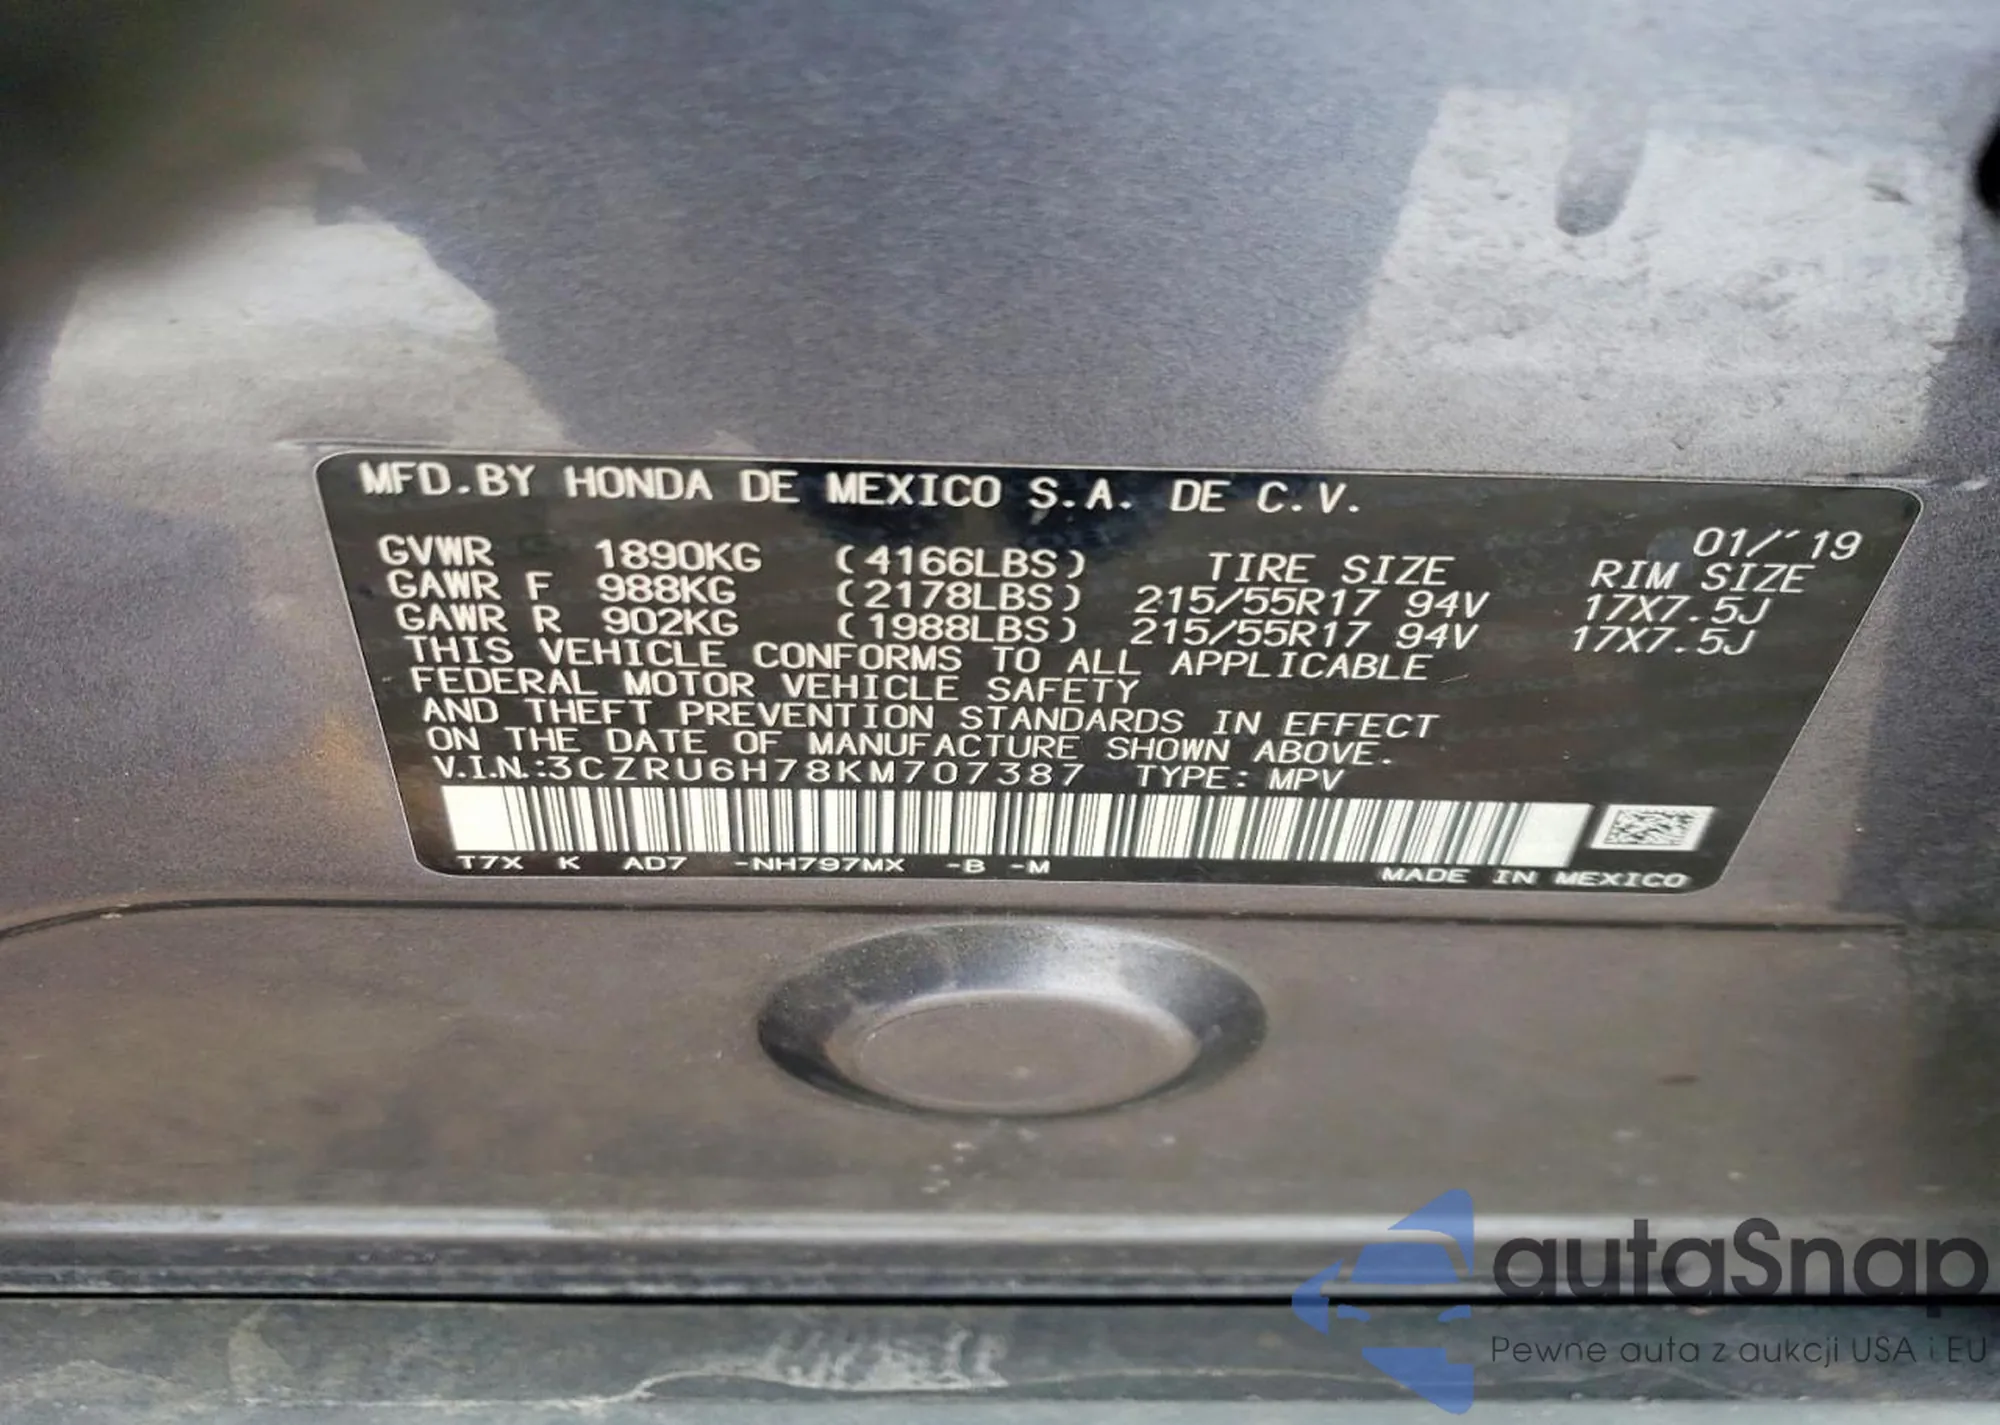 MFD.BY HONDA DE MEXICO S.A. DE C.V.
01/'19
GVWR 1890KG (4166LBS) TIRE SIZE RIM SIZE
GAWR F 988KG (2178LBS) 215/55R17 94V 17X7.5J
GAWR R 902KG (1988LBS) 215/55R17 94V 17X7.5J
THIS VEHICLE CONFORMS TO ALL APPLICABLE
FEDERAL MOTOR VEHICLE SAFETY
AND THEFT PREVENTION STANDARDS IN EFFECT
ON THE DATE OF MANUFACTURE SHOWN ABOVE.
V.I.N.:3CZRU6H78KM707387 TYPE: MPV
T7X K AD7 -NH797MX -B -M
MADE IN MEXICO
autaSnap
Pewne auta z aukcji USA i EU